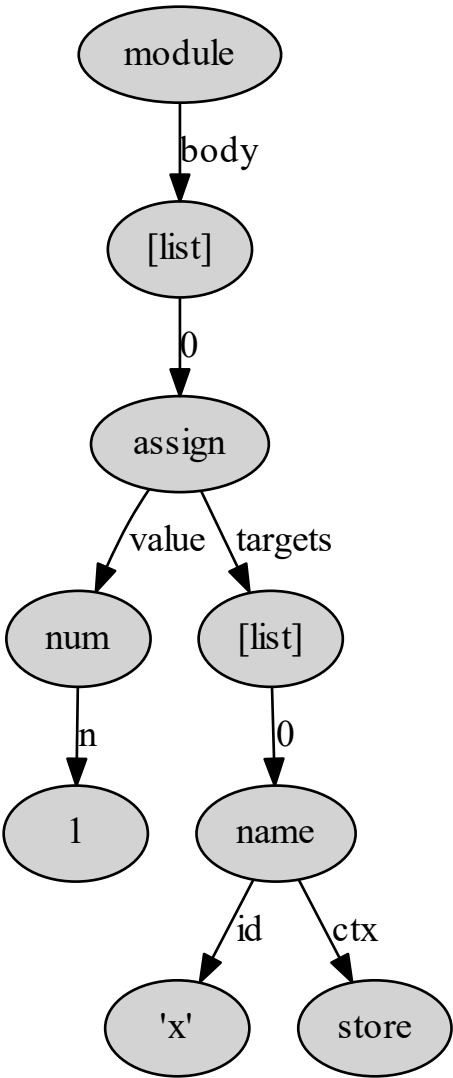 module
body
[list]
0
assign
value targets
num [list]
n 0
1 name
id ctx
'x' store